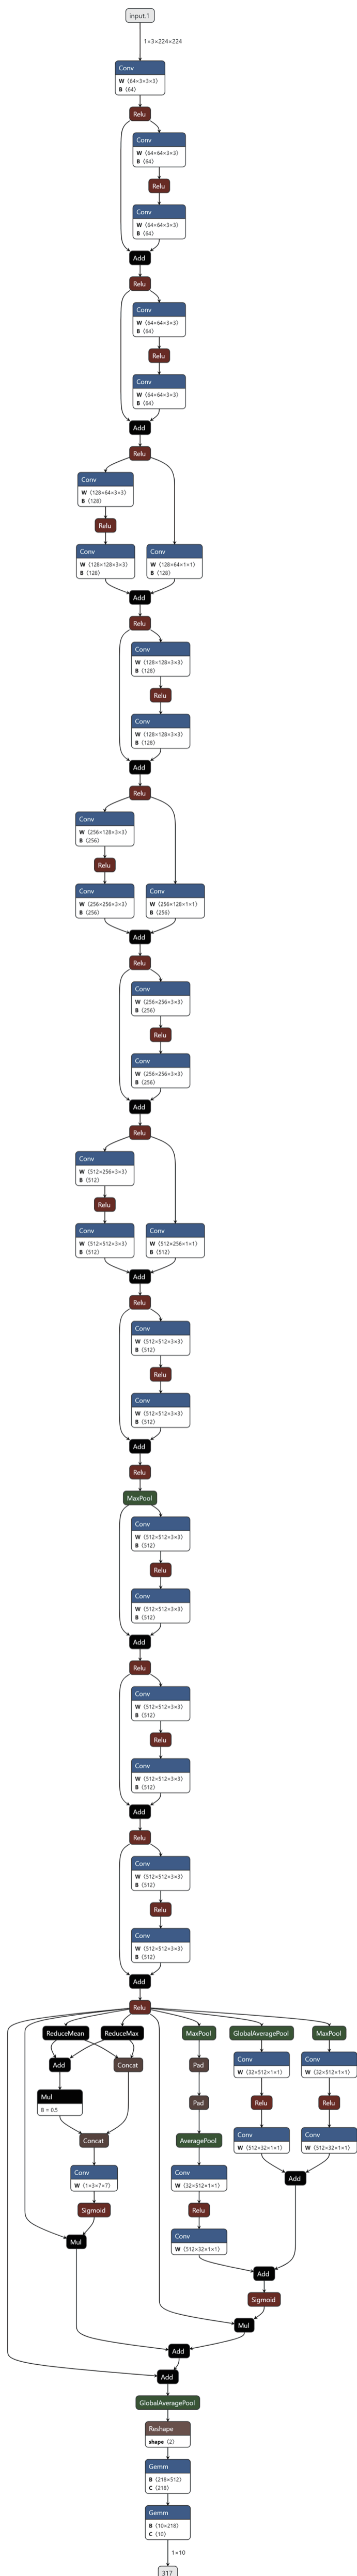 input.1
1×3×224×224
Conv
W ⟨64×3×3×3⟩
B ⟨64⟩
Relu
Conv
W ⟨64×64×3×3⟩
B ⟨64⟩
Relu
Conv
W ⟨64×64×3×3⟩
B ⟨64⟩
Add
Relu
Conv
W ⟨64×64×3×3⟩
B ⟨64⟩
Relu
Conv
W ⟨64×64×3×3⟩
B ⟨64⟩
Add
Relu
Conv
W ⟨128×64×3×3⟩
B ⟨128⟩
Relu
Conv
W ⟨128×128×3×3⟩
B ⟨128⟩
Conv
W ⟨128×64×1×1⟩
B ⟨128⟩
Add
Relu
Conv
W ⟨128×128×3×3⟩
B ⟨128⟩
Relu
Conv
W ⟨128×128×3×3⟩
B ⟨128⟩
Add
Relu
Conv
W ⟨256×128×3×3⟩
B ⟨256⟩
Relu
Conv
W ⟨256×256×3×3⟩
B ⟨256⟩
Conv
W ⟨256×128×1×1⟩
B ⟨256⟩
Add
Relu
Conv
W ⟨256×256×3×3⟩
B ⟨256⟩
Relu
Conv
W ⟨256×256×3×3⟩
B ⟨256⟩
Add
Relu
Conv
W ⟨512×256×3×3⟩
B ⟨512⟩
Relu
Conv
W ⟨512×512×3×3⟩
B ⟨512⟩
Conv
W ⟨512×256×1×1⟩
B ⟨512⟩
Add
Relu
Conv
W ⟨512×512×3×3⟩
B ⟨512⟩
Relu
Conv
W ⟨512×512×3×3⟩
B ⟨512⟩
Add
Relu
MaxPool
Conv
W ⟨512×512×3×3⟩
B ⟨512⟩
Relu
Conv
W ⟨512×512×3×3⟩
B ⟨512⟩
Add
Relu
Conv
W ⟨512×512×3×3⟩
B ⟨512⟩
Relu
Conv
W ⟨512×512×3×3⟩
B ⟨512⟩
Add
Relu
Conv
W ⟨512×512×3×3⟩
B ⟨512⟩
Relu
Conv
W ⟨512×512×3×3⟩
B ⟨512⟩
Add
Relu
ReduceMean
ReduceMax
MaxPool
GlobalAveragePool
MaxPool
Add
Concat
Pad
Conv
W ⟨32×512×1×1⟩
Conv
W ⟨32×512×1×1⟩
Mul
B = 0.5
Pad
Relu
Relu
Concat
AveragePool
Conv
W ⟨512×32×1×1⟩
Conv
W ⟨512×32×1×1⟩
Conv
W ⟨1×3×7×7⟩
Conv
W ⟨32×512×1×1⟩
Add
Sigmoid
Relu
Mul
Conv
W ⟨512×32×1×1⟩
Add
Sigmoid
Mul
Add
Add
GlobalAveragePool
Reshape
shape ⟨2⟩
Gemm
B ⟨218×512⟩
C ⟨218⟩
Gemm
B ⟨10×218⟩
C ⟨10⟩
1×10
317